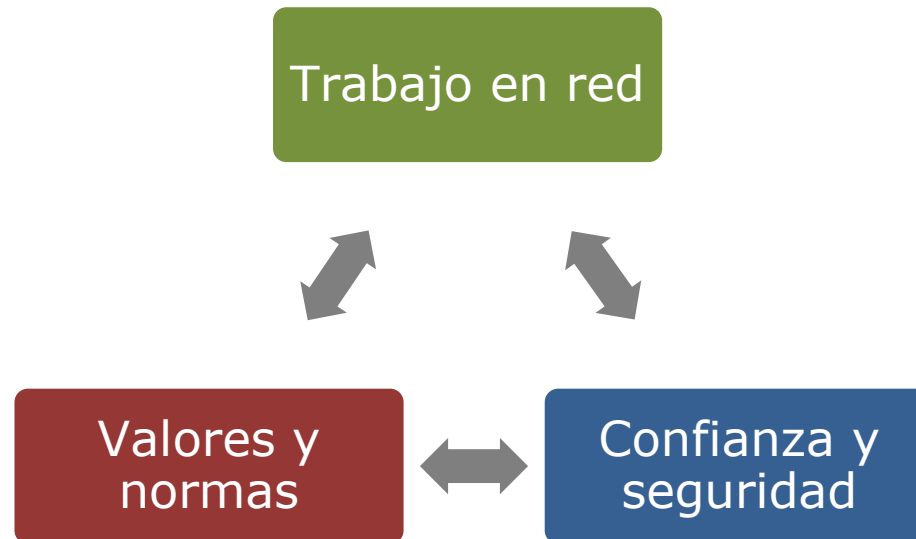 Trabajo en red
Valores y
normas
Confianza y
seguridad